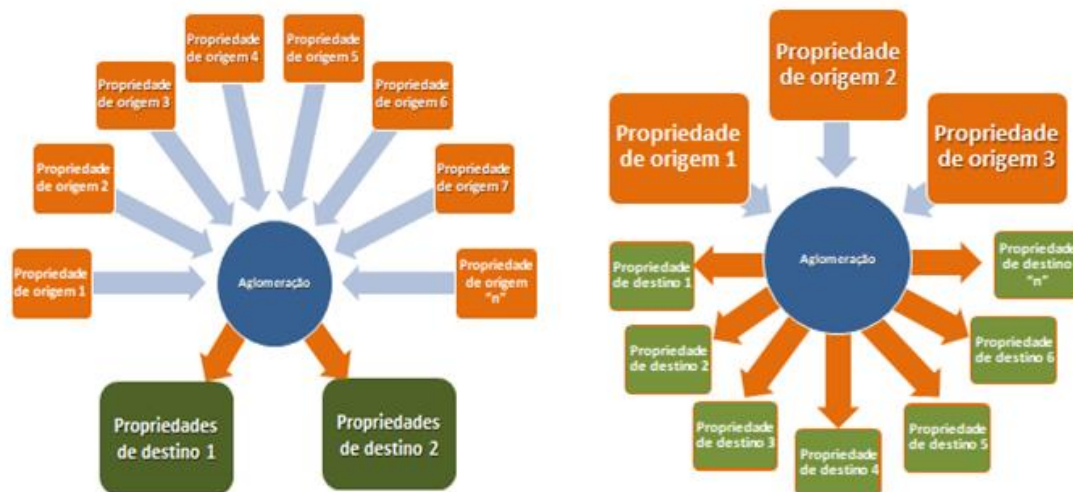 Propriedade
de origem 4
Propriedade
de origem 5
Propriedade
de origem 3
Propriedade
de origem 6
Propriedade
de origem 2
Propriedade
de origem 7
Propriedade
de origem 1
Aglomeração
Propriedade
de origem
"n"
Propriedades
de destino 1
Propriedades
de destino 2
Propriedade
de origem 2
Propriedade
de origem 1
Propriedade
de origem 3
Aglomeração
Propriedade
de destino 1
Propriedade
de destino
"n"
Propriedade
de destino 2
Propriedade
de destino 6
Propriedade
de destino 3
Propriedade
de destino 4
Propriedade
de destino 5